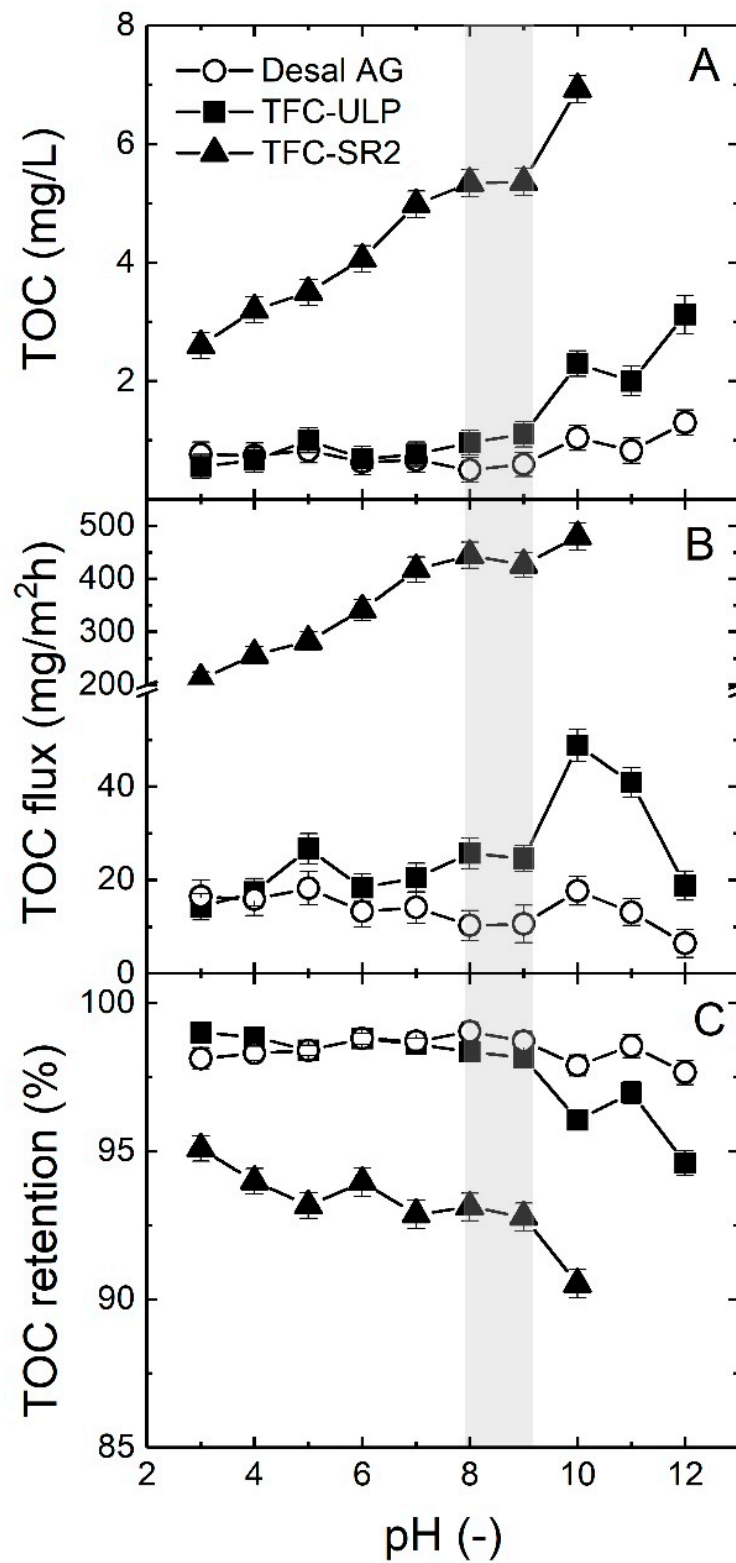 A
Desal AG
TFC-ULP
TFC-SR2
TOC (mg/L)
8
6
4
2
B
TOC flux (mg/m²h)
500
400
300
200
40
20
0
C
TOC retention (%)
100
95
90
85
2 4 6 8 10 12
pH (-)